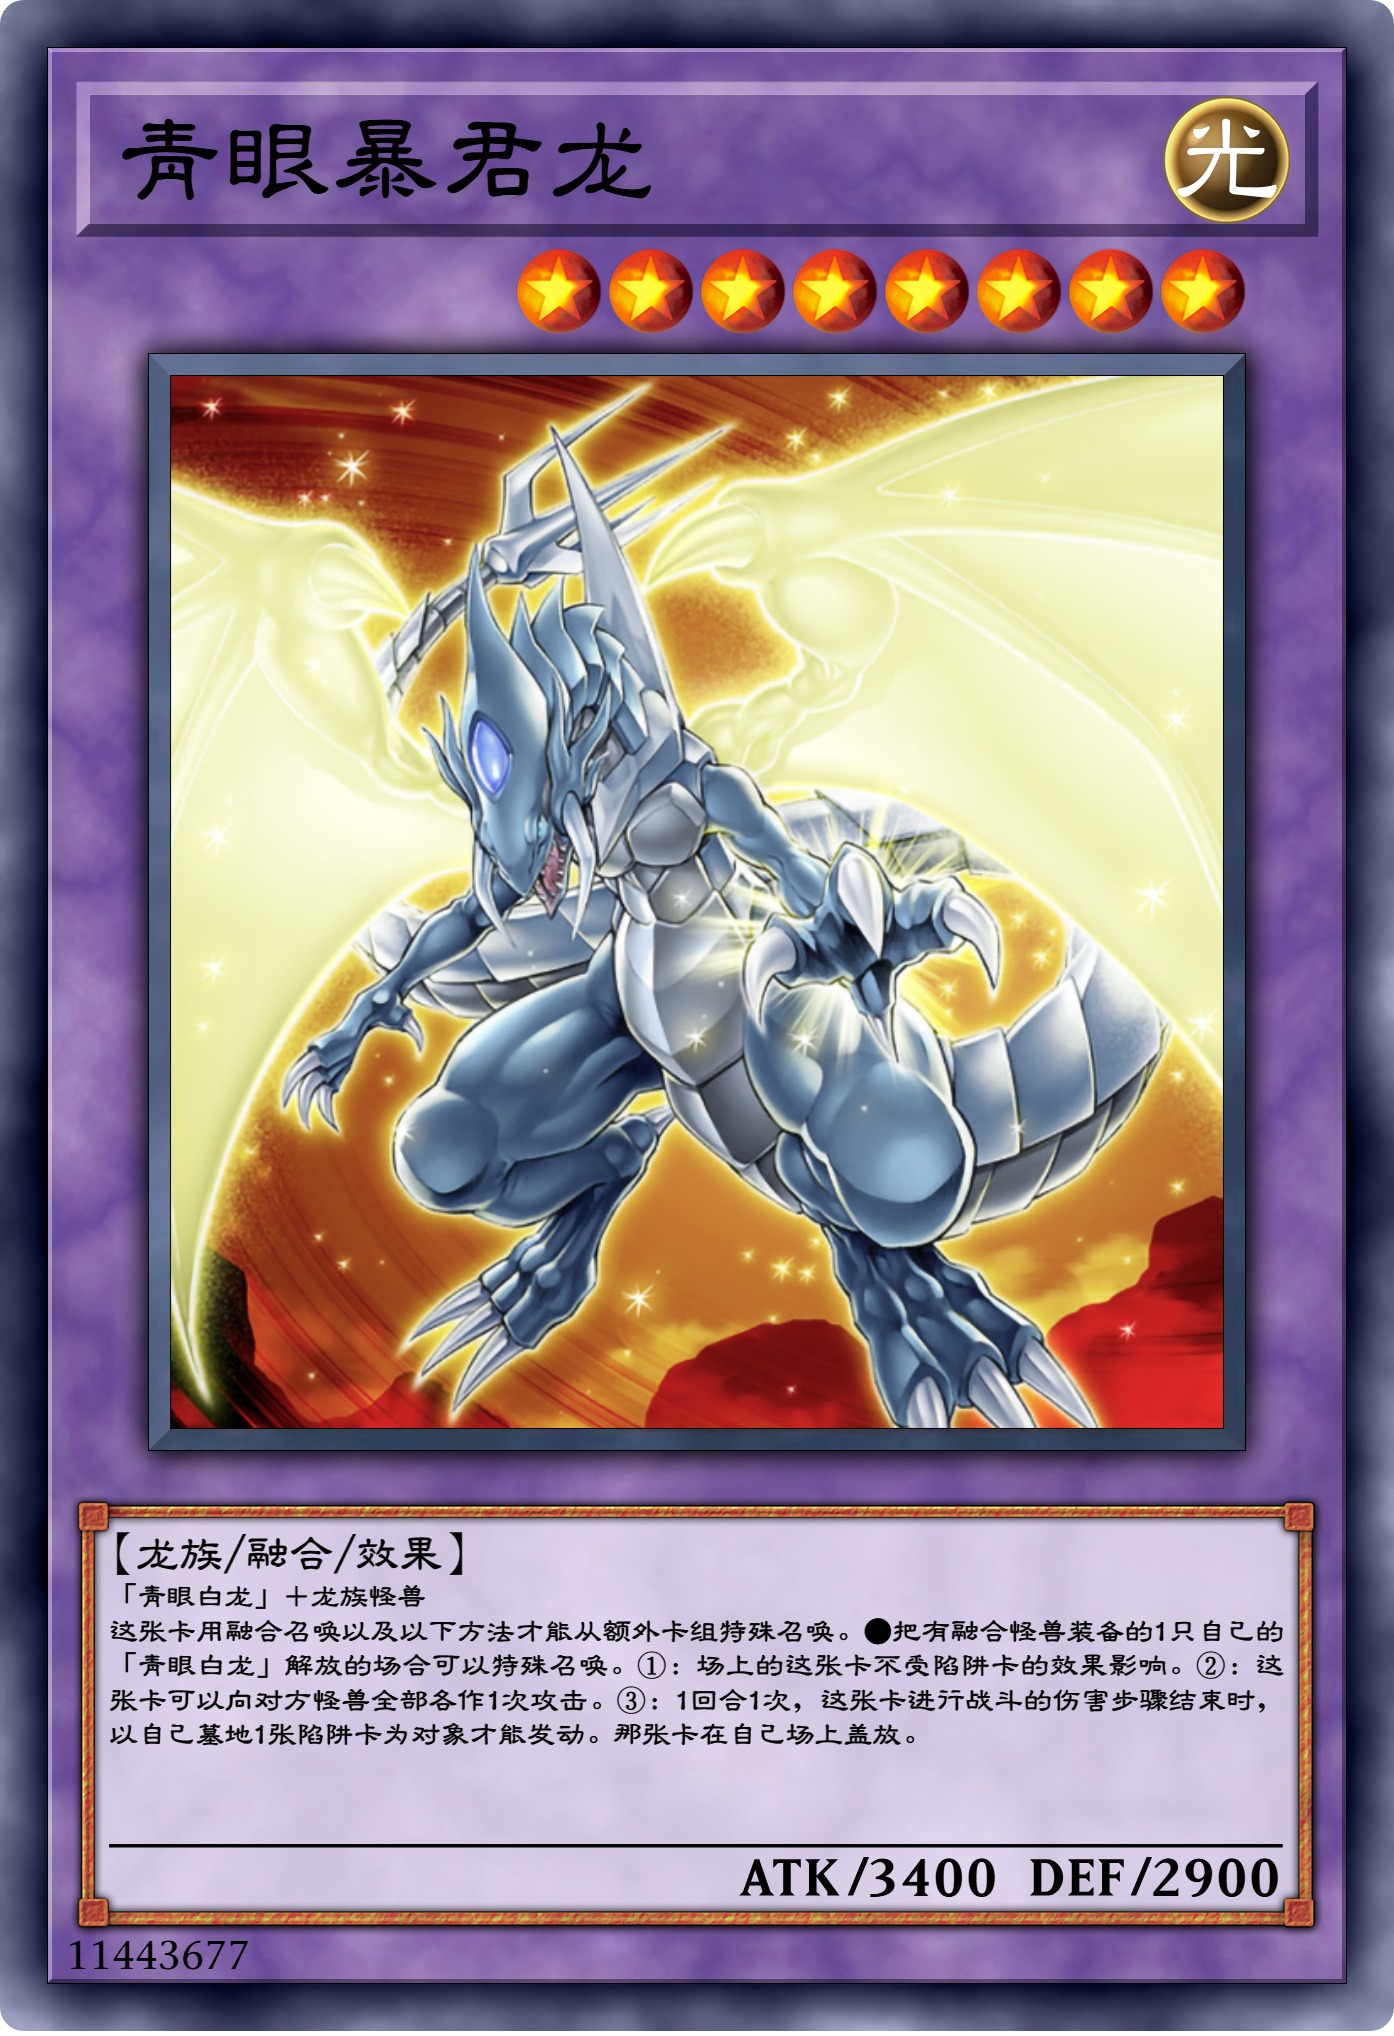 青眼暴君龙
光
【龙族/融合/效果】
「青眼白龙」＋龙族怪兽
这张卡用融合召唤以及以下方法才能从额外卡组特殊召唤。●把有融合怪兽装备的1只自己的
「青眼白龙」解放的场合可以特殊召唤。①：场上的这张卡不受陷阱卡的效果影响。②：这
张卡可以向对方怪兽全部各作1次攻击。③：1回合1次，这张卡进行战斗的伤害步骤结束时，
以自己墓地1张陷阱卡为对象才能发动。那张卡在自己场上盖放。
ATK/3400 DEF/2900
11443677